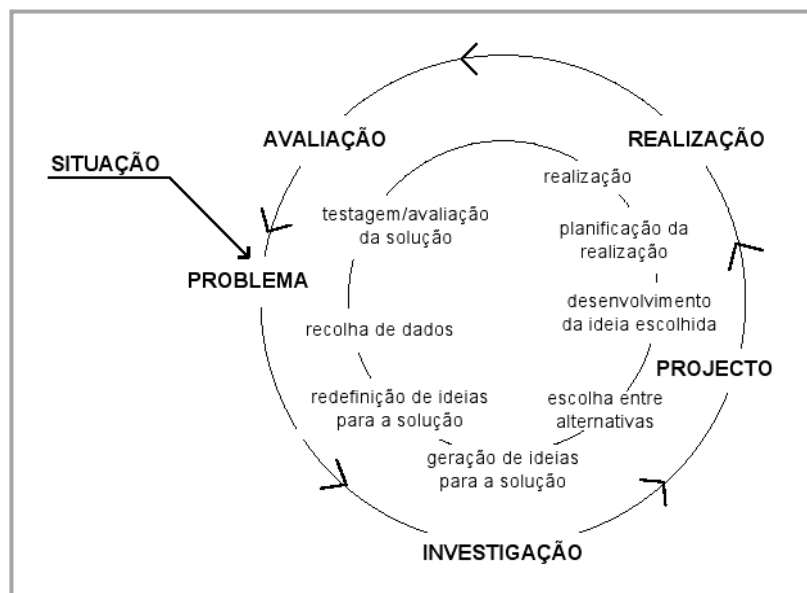 AVALIAÇÃO
REALIZAÇÃO
SITUAÇÃO
realização
testagem/avaliação
da solução
planificação da
realização
PROBLEMA
desenvolvimento
da ideia escolhida
recolha de dados
PROJECTO
redefinição de ideias
para a solução
escolha entre
alternativas
geração de ideias
para a solução
INVESTIGAÇÃO